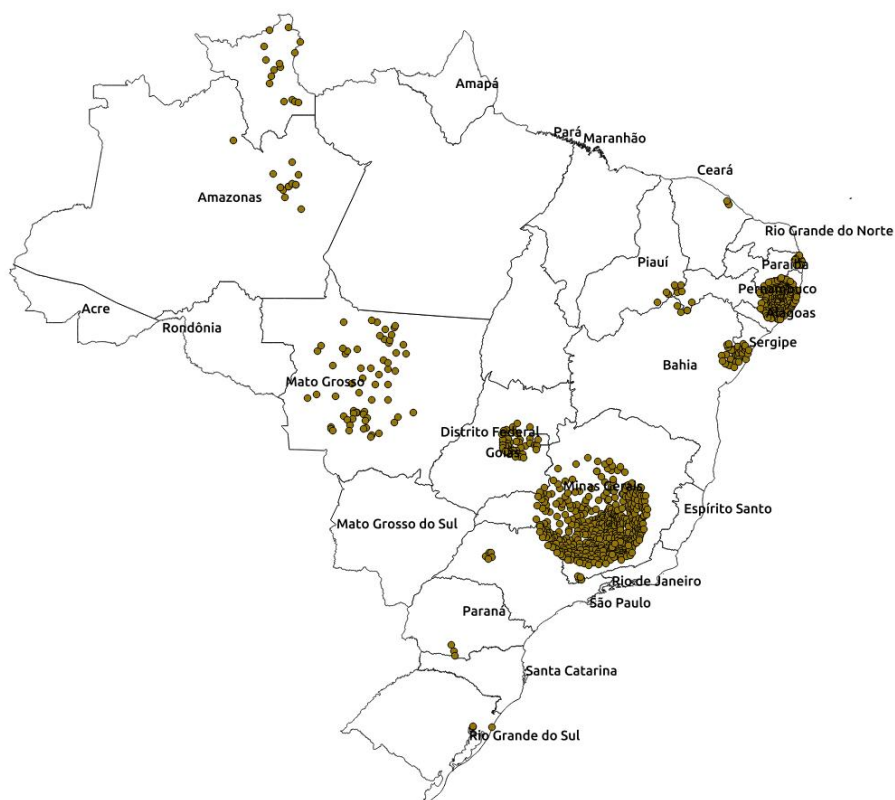 Amapá
Pará
Maranhão
Ceará
Amazonas
Rio Grande do Norte
Piauí
Paraíba
Pernambuco
Acre
Alagoas
Rondônia
Sergipe
Bahia
Mato Grosso
Distrito Federal
Goiás
Minas Gerais
Espírito Santo
Mato Grosso do Sul
Rio de Janeiro
São Paulo
Paraná
Santa Catarina
Rio Grande do Sul